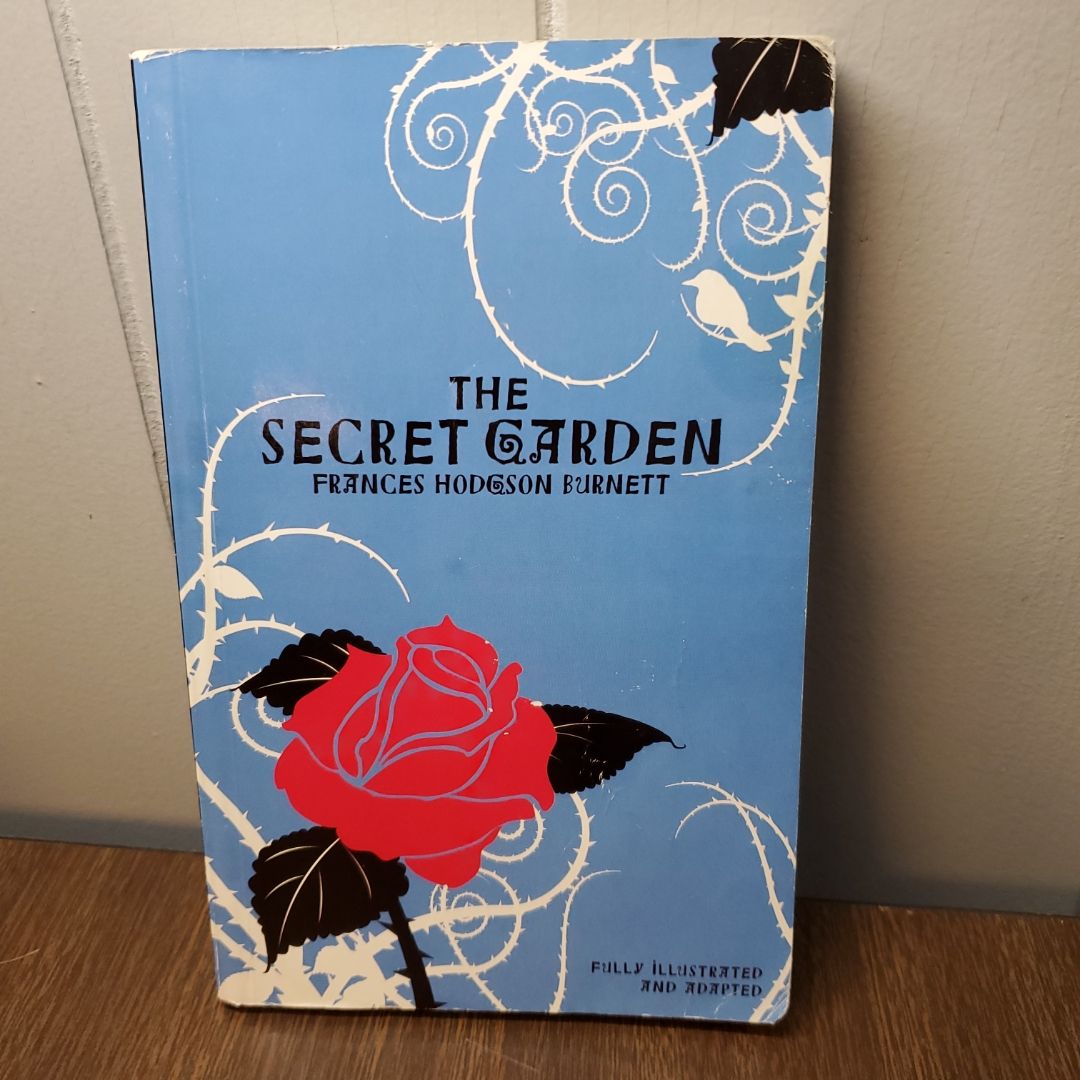 THE
SECRET GARDEN
FRANCES HODGSON BURNETT
FULLY ILLUSTRATED
AND ADAPTED